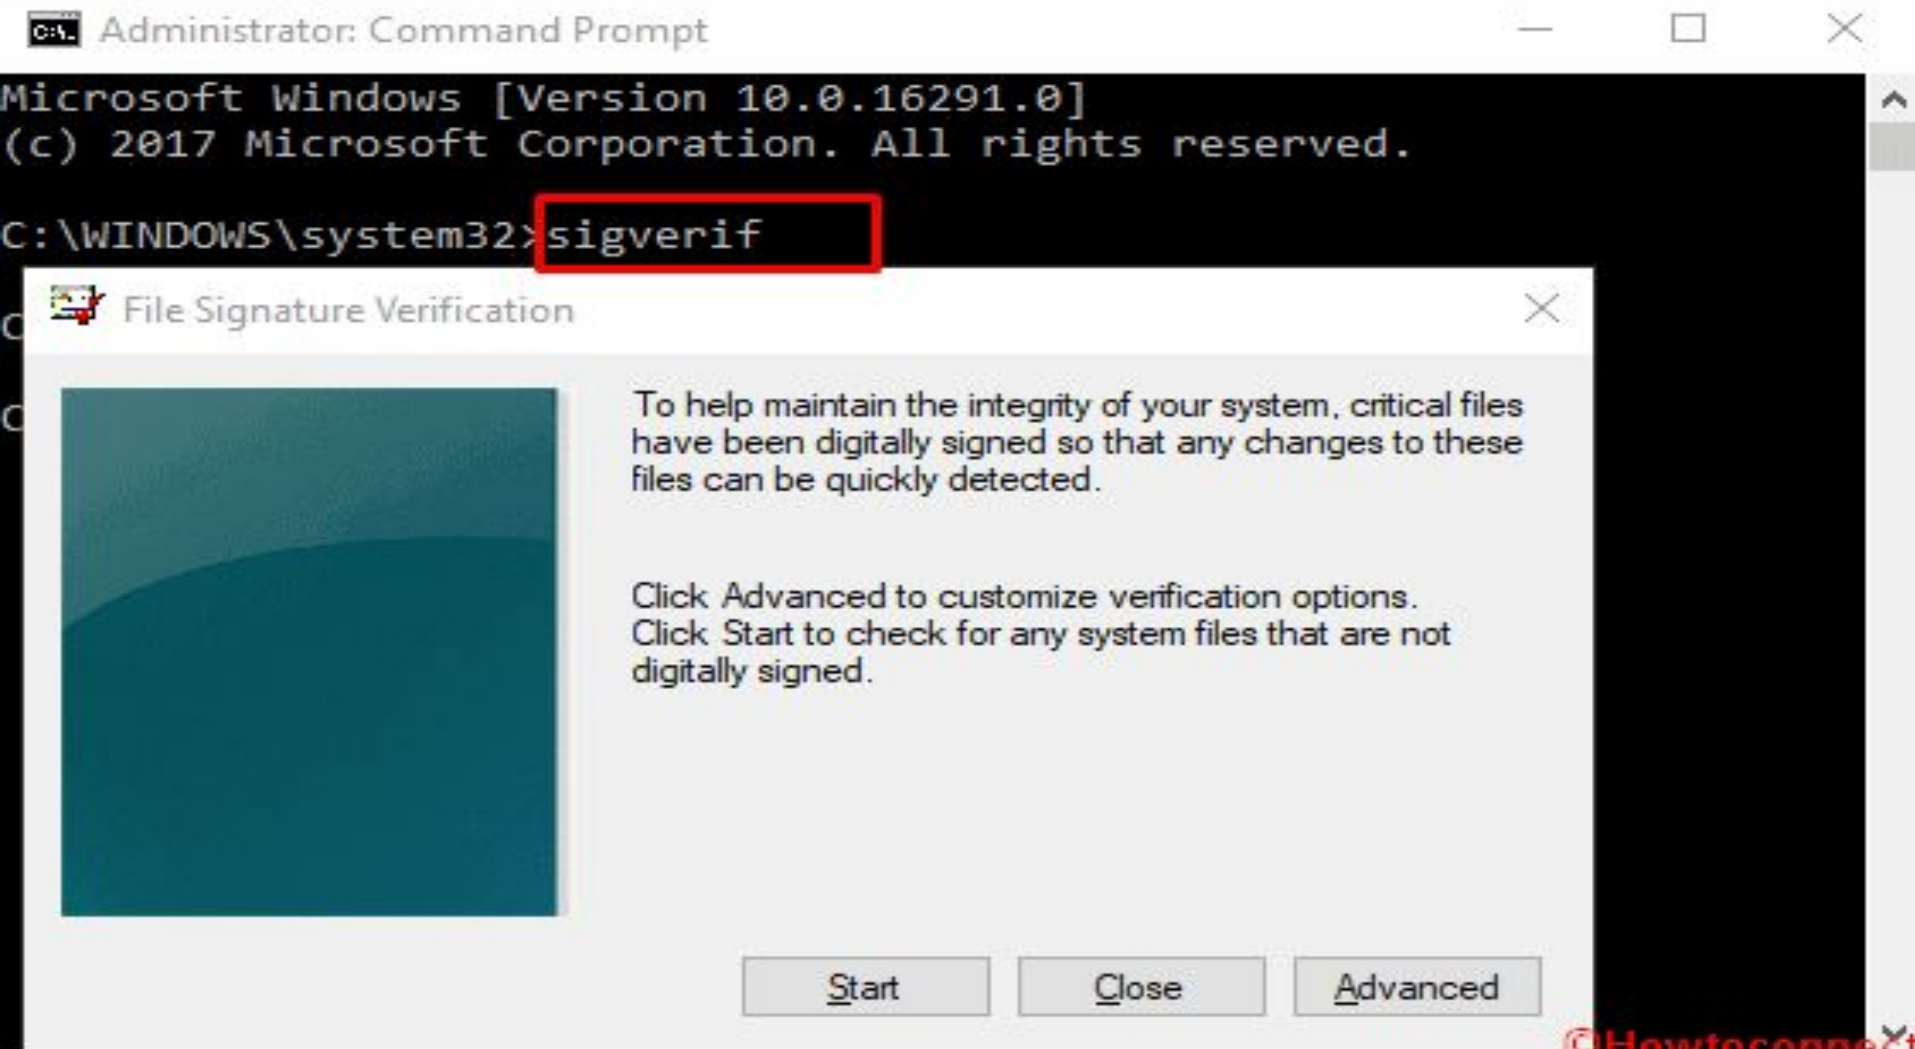 Administrator: Command Prompt
Microsoft Windows [Version 10.0.16291.0]
(c) 2017 Microsoft Corporation. All rights reserved.
C:\WINDOWS\system32>sigverif
File Signature Verification
To help maintain the integrity of your system, critical files
have been digitally signed so that any changes to these
files can be quickly detected.
Click Advanced to customize verification options.
Click Start to check for any system files that are not
digitally signed.
Start Close Advanced